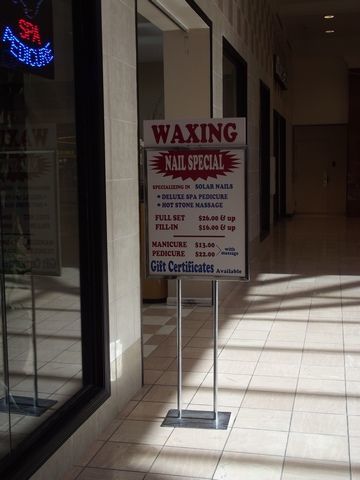 SPA
PEDICURE
WAXING
NAIL SPECIAL
SPECIALIZING IN SOLAR NAILS
* DELUXE SPA PEDICURE
* HOT STONE MASSAGE
FULL SET $26.00 & up
FILL-IN $16.00 & up
MANICURE $13.00
PEDICURE $22.00
with massage
Gift Certificates Available